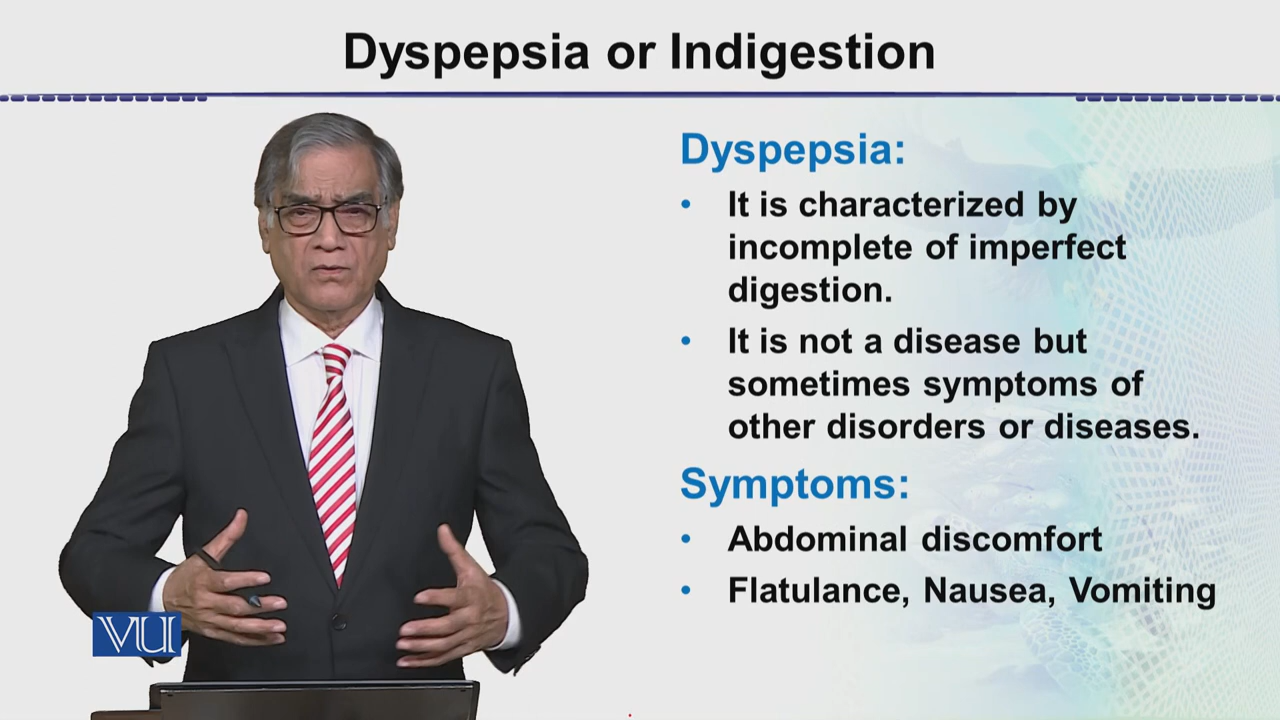 Dyspepsia or Indigestion
Dyspepsia:
• It is characterized by
incomplete of imperfect
digestion.
• It is not a disease but
sometimes symptoms of
other disorders or diseases.
Symptoms:
• Abdominal discomfort
• Flatulance, Nausea, Vomiting
VU